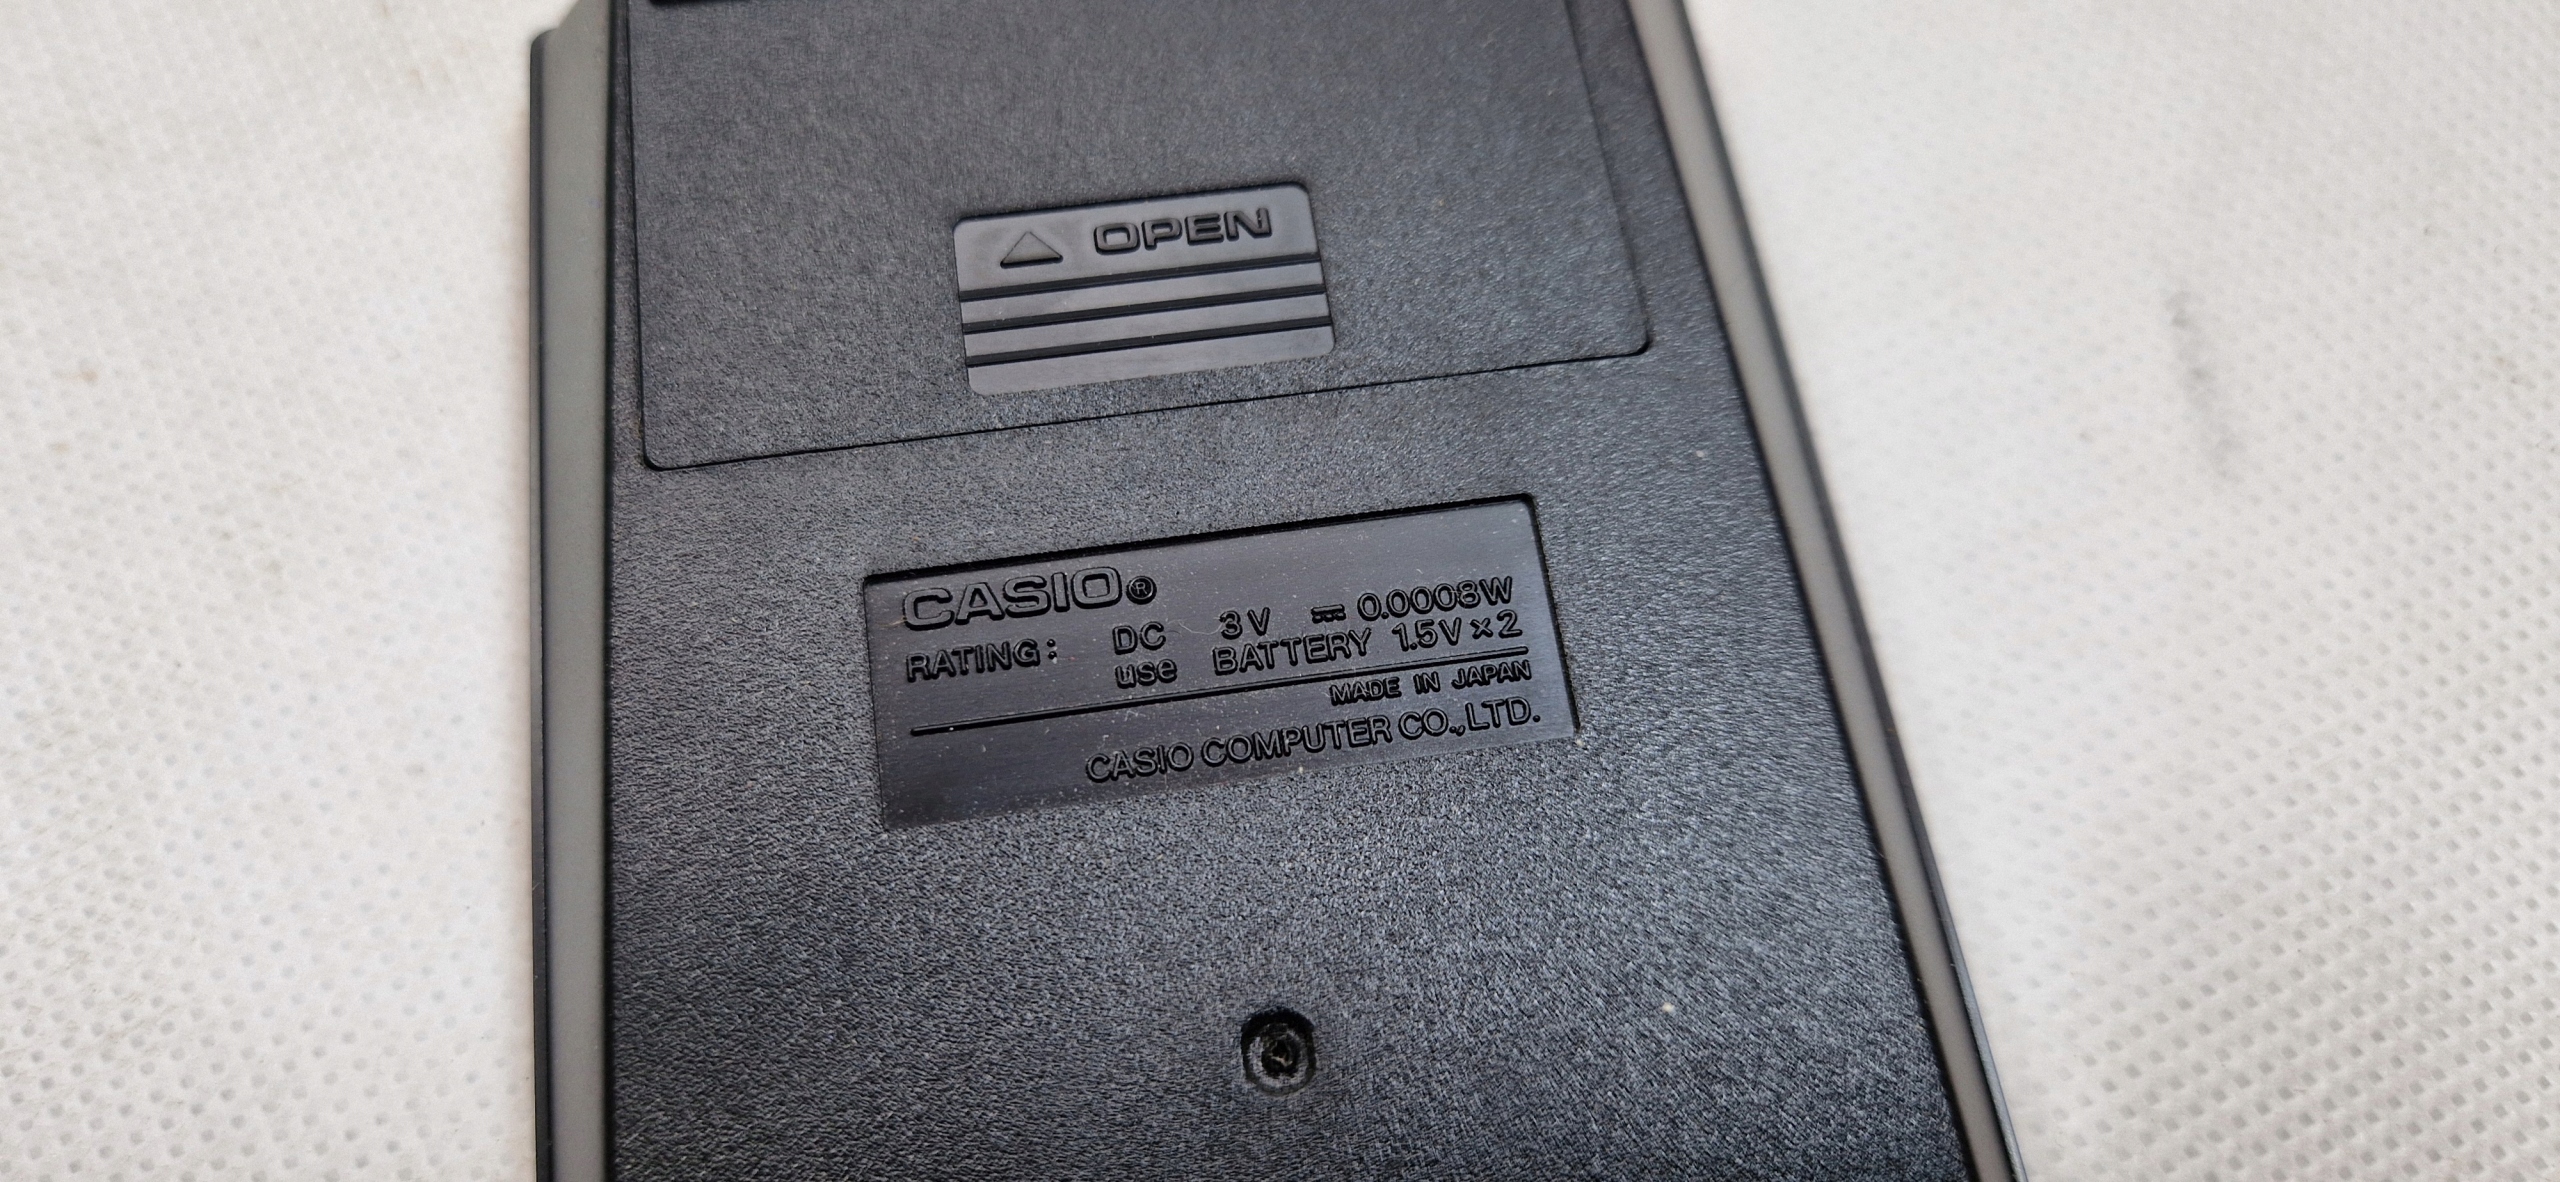 △ OPEN
CASIO®
RATING: DC 3V ⎓ 0.0008W
use BATTERY 1.5V×2
MADE IN JAPAN
CASIO COMPUTER CO.,LTD.